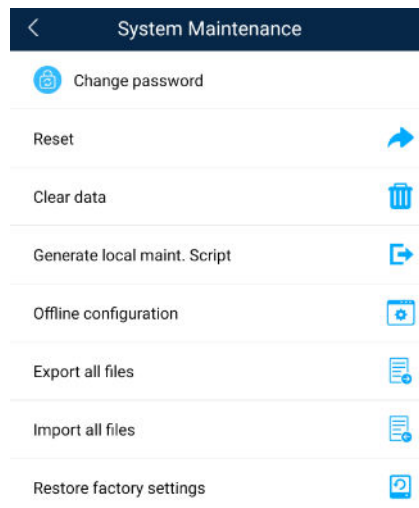 System Maintenance
Change password
Reset
Clear data
Generate local maint. Script
Offline configuration
Export all files
Import all files
Restore factory settings